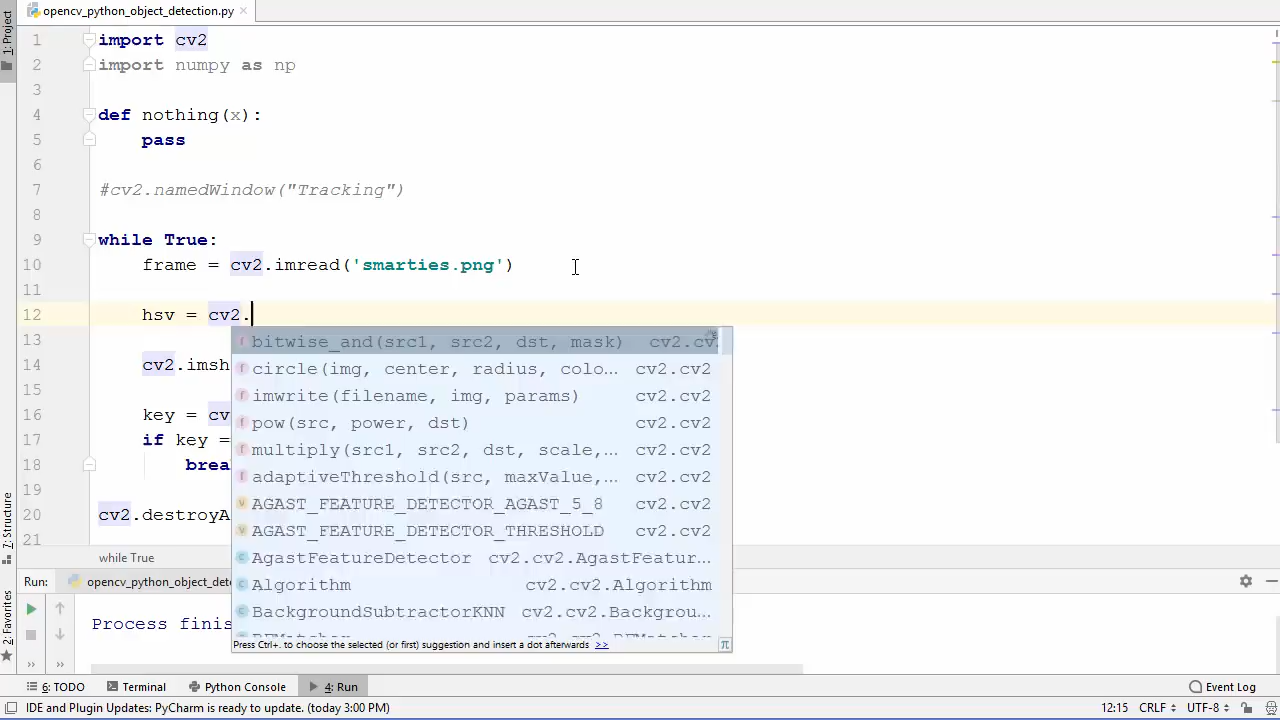 opencv_python_object_detection.py
1: Project
1 import cv2
2 import numpy as np
3
4 def nothing(x):
5 pass
6
7 #cv2.namedWindow("Tracking")
8
9 while True:
10 frame = cv2.imread('smarties.png')
11
12 hsv = cv2.
13
bitwise_and(src1, src2, dst, mask) cv2.cv
14 cv2.imsh
circle(img, center, radius, colo... cv2.cv2
15
imwrite(filename, img, params) cv2.cv2
16 key = cv
pow(src, power, dst) cv2.cv2
17 if key =
multiply(src1, src2, dst, scale,... cv2.cv2
18 brea
adaptiveThreshold(src, maxValue,... cv2.cv2
19
AGAST_FEATURE_DETECTOR_AGAST_5_8 cv2.cv2
20 cv2.destroyA
AGAST_FEATURE_DETECTOR_THRESHOLD cv2.cv2
21
7: Structure
while True
AgastFeatureDetector cv2.cv2.AgastFeatur...
Run: opencv_python_object_dete
Algorithm cv2.cv2.Algorithm
BackgroundSubtractorKNN cv2.cv2.Backgrou...
2: Favorites
Process finis
Press Ctrl+. to choose the selected (or first) suggestion and insert a dot afterwards >> π
6: TODO Terminal Python Console 4: Run Event Log
IDE and Plugin Updates: PyCharm is ready to update. (today 3:00 PM) 12:15 CRLF UTF-8